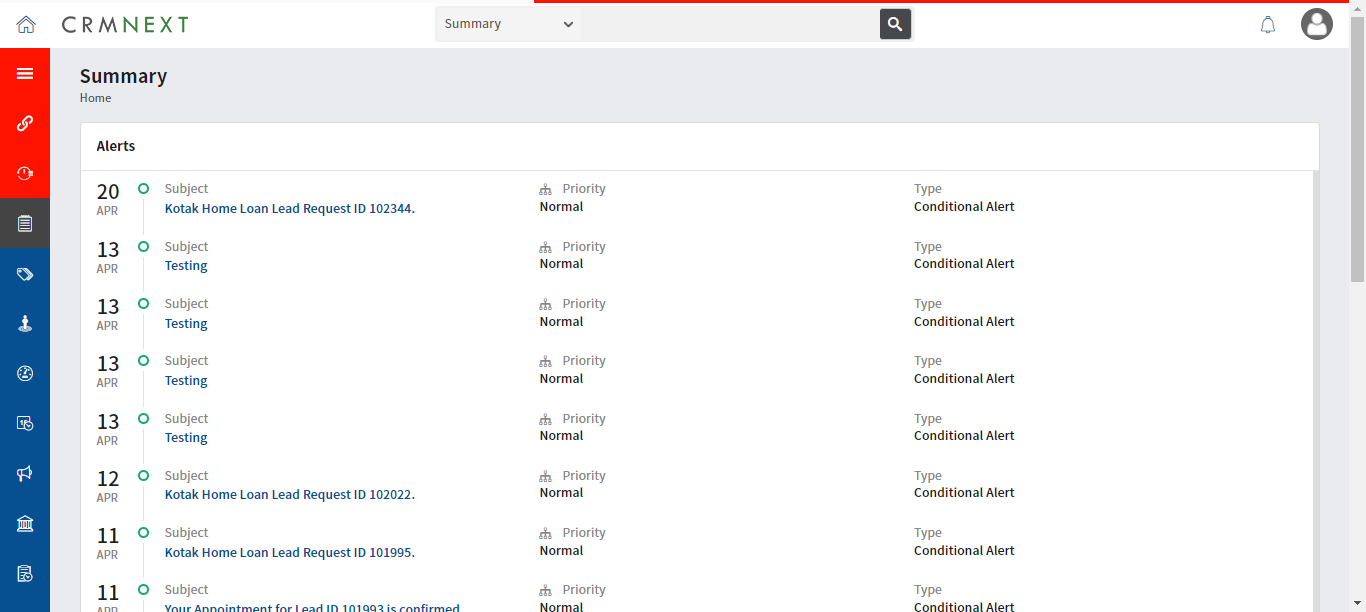 CRMNEXT
Summary
Summary
Home
Alerts
20 APR
Subject Priority Type
Kotak Home Loan Lead Request ID 102344. Normal Conditional Alert
13 APR
Subject Priority Type
Testing Normal Conditional Alert
13 APR
Subject Priority Type
Testing Normal Conditional Alert
13 APR
Subject Priority Type
Testing Normal Conditional Alert
13 APR
Subject Priority Type
Testing Normal Conditional Alert
12 APR
Subject Priority Type
Kotak Home Loan Lead Request ID 102022. Normal Conditional Alert
11 APR
Subject Priority Type
Kotak Home Loan Lead Request ID 101995. Normal Conditional Alert
11 APR
Subject Priority Type
Your Appointment for Lead ID 101993 is confirmed Normal Conditional Alert